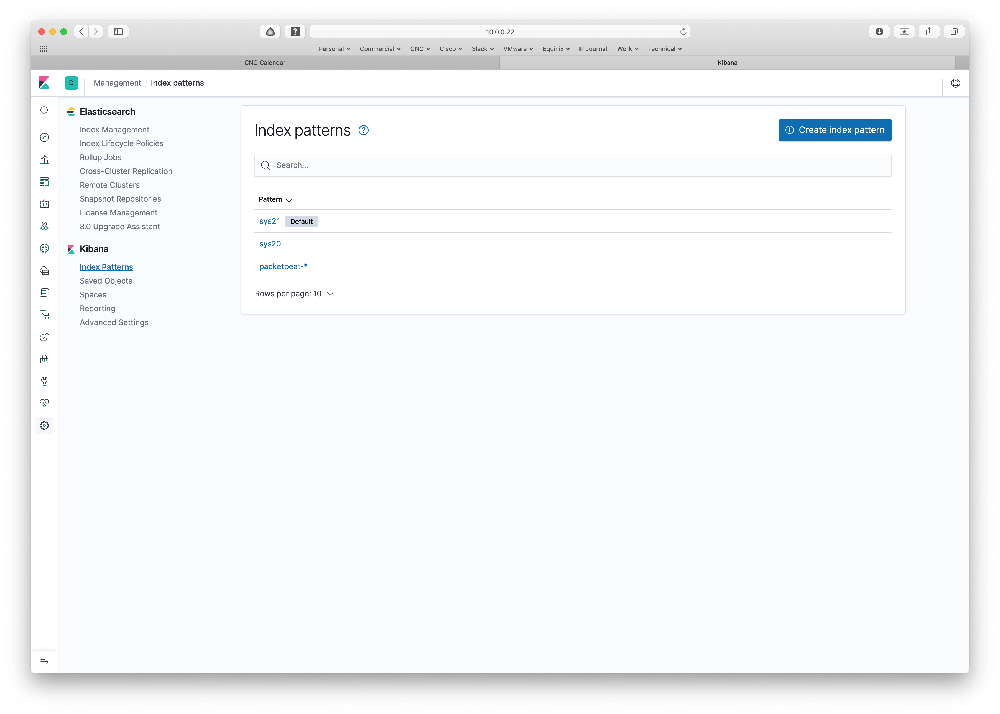 ?
10.0.0.22
Personal Commercial CNC Cisco Slack VMware Equinix IP Journal Work Technical
CNC Calendar
Kibana
D
Management / Index patterns
Elasticsearch
Index Management
Index Lifecycle Policies
Rollup Jobs
Cross-Cluster Replication
Remote Clusters
Snapshot Repositories
License Management
8.0 Upgrade Assistant
Kibana
Index Patterns
Saved Objects
Spaces
Reporting
Advanced Settings
Index patterns ?
Create index pattern
Search...
Pattern
sys21 Default
sys20
packetbeat-*
Rows per page: 10